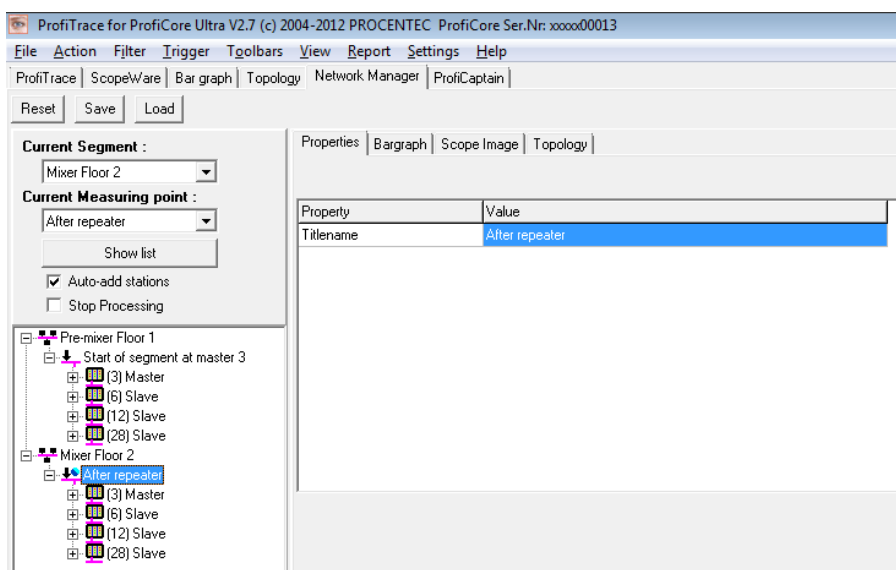 ProfiTrace for ProfiCore Ultra V2.7 (c) 2004-2012 PROCENTEC ProfiCore Ser.Nr: xxxxx00013
File Action Filter Trigger Toolbars View Report Settings Help
ProfiTrace ScopeWare Bar graph Topology Network Manager ProfiCaptain
Reset Save Load
Current Segment :
Mixer Floor 2
Current Measuring point :
After repeater
Show list
Auto-add stations
Stop Processing
Pre-mixer Floor 1
Start of segment at master 3
(3) Master
(6) Slave
(12) Slave
(28) Slave
Mixer Floor 2
After repeater
(3) Master
(6) Slave
(12) Slave
(28) Slave
Properties Bargraph Scope Image Topology
Property Value
Titlename After repeater